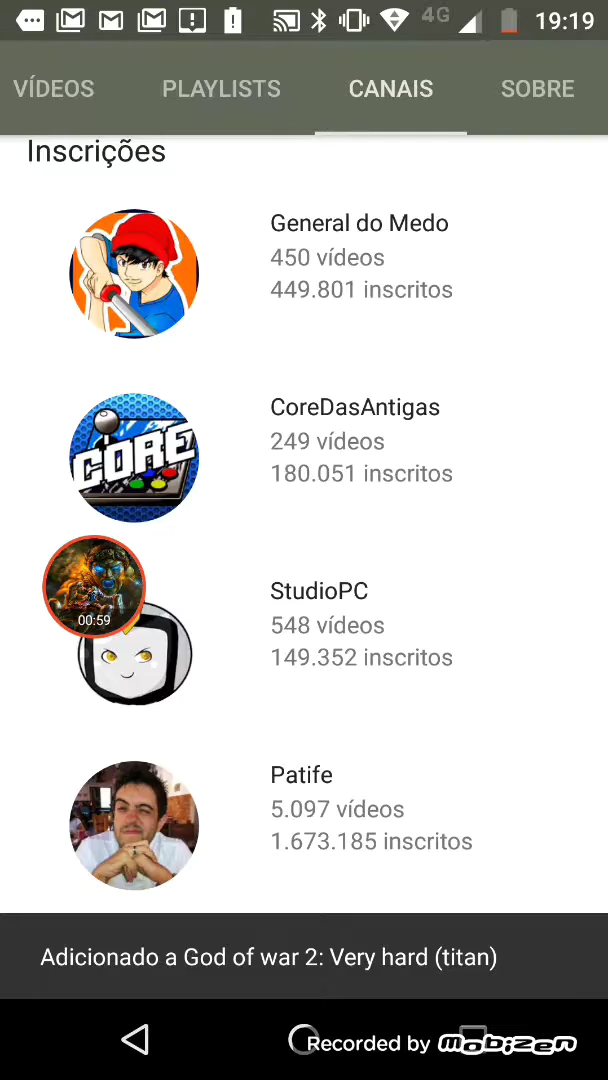 4G 19:19
VÍDEOS PLAYLISTS CANAIS SOBRE
Inscrições
General do Medo
450 vídeos
449.801 inscritos
CORE
CoreDasAntigas
249 vídeos
180.051 inscritos
00:59
StudioPC
548 vídeos
149.352 inscritos
Patife
5.097 vídeos
1.673.185 inscritos
Adicionado a God of war 2: Very hard (titan)
Recorded by mobizen